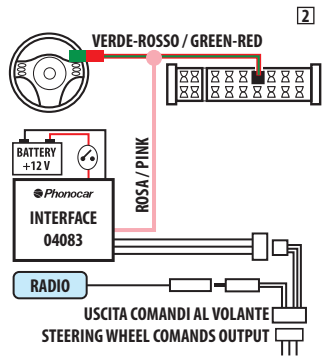 2
VERDE-ROSSO / GREEN-RED
BATTERY
+12 V
ROSA / PINK
Phonocar
INTERFACE
04083
RADIO
USCITA COMANDI AL VOLANTE
STEERING WHEEL COMANDS OUTPUT